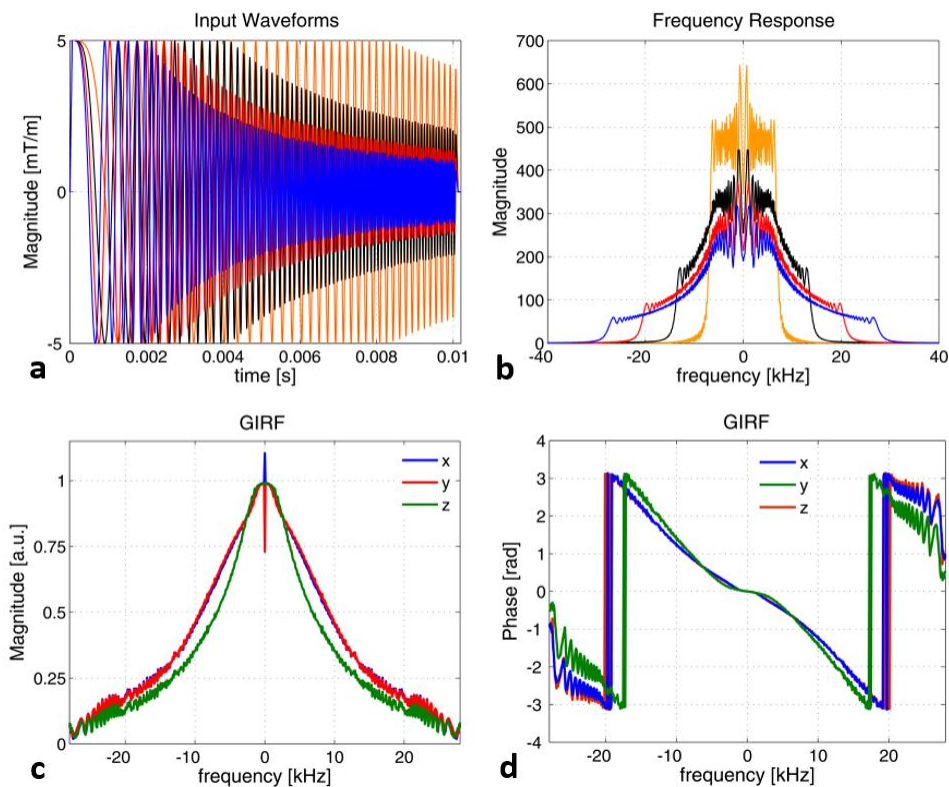 Input Waveforms
Magnitude [mT/m]
5
0
-5
0
0.002
0.004
0.006
0.008
0.01
time [s]
a
Frequency Response
Magnitude
700
600
500
400
300
200
100
0
-40
-20
0
20
40
frequency [kHz]
b
GIRF
Magnitude [a.u.]
1
0.75
0.5
0.25
0
x
y
z
-20
-10
0
10
20
frequency [kHz]
c
GIRF
Phase [rad]
4
3
2
1
0
-1
-2
-3
-4
x
y
z
-20
-10
0
10
20
frequency [kHz]
d